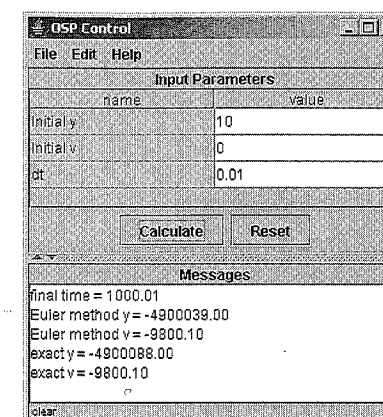 OSP Control
File Edit Help
Input Parameters
name value
Initial y 10
Initial v 0
dt 0.01
Calculate Reset
Messages
final time = 1000.01
Euler method y = -4900039.00
Euler method v = -9800.10
exact y = -4900088.00
exact v = -9800.10
clear